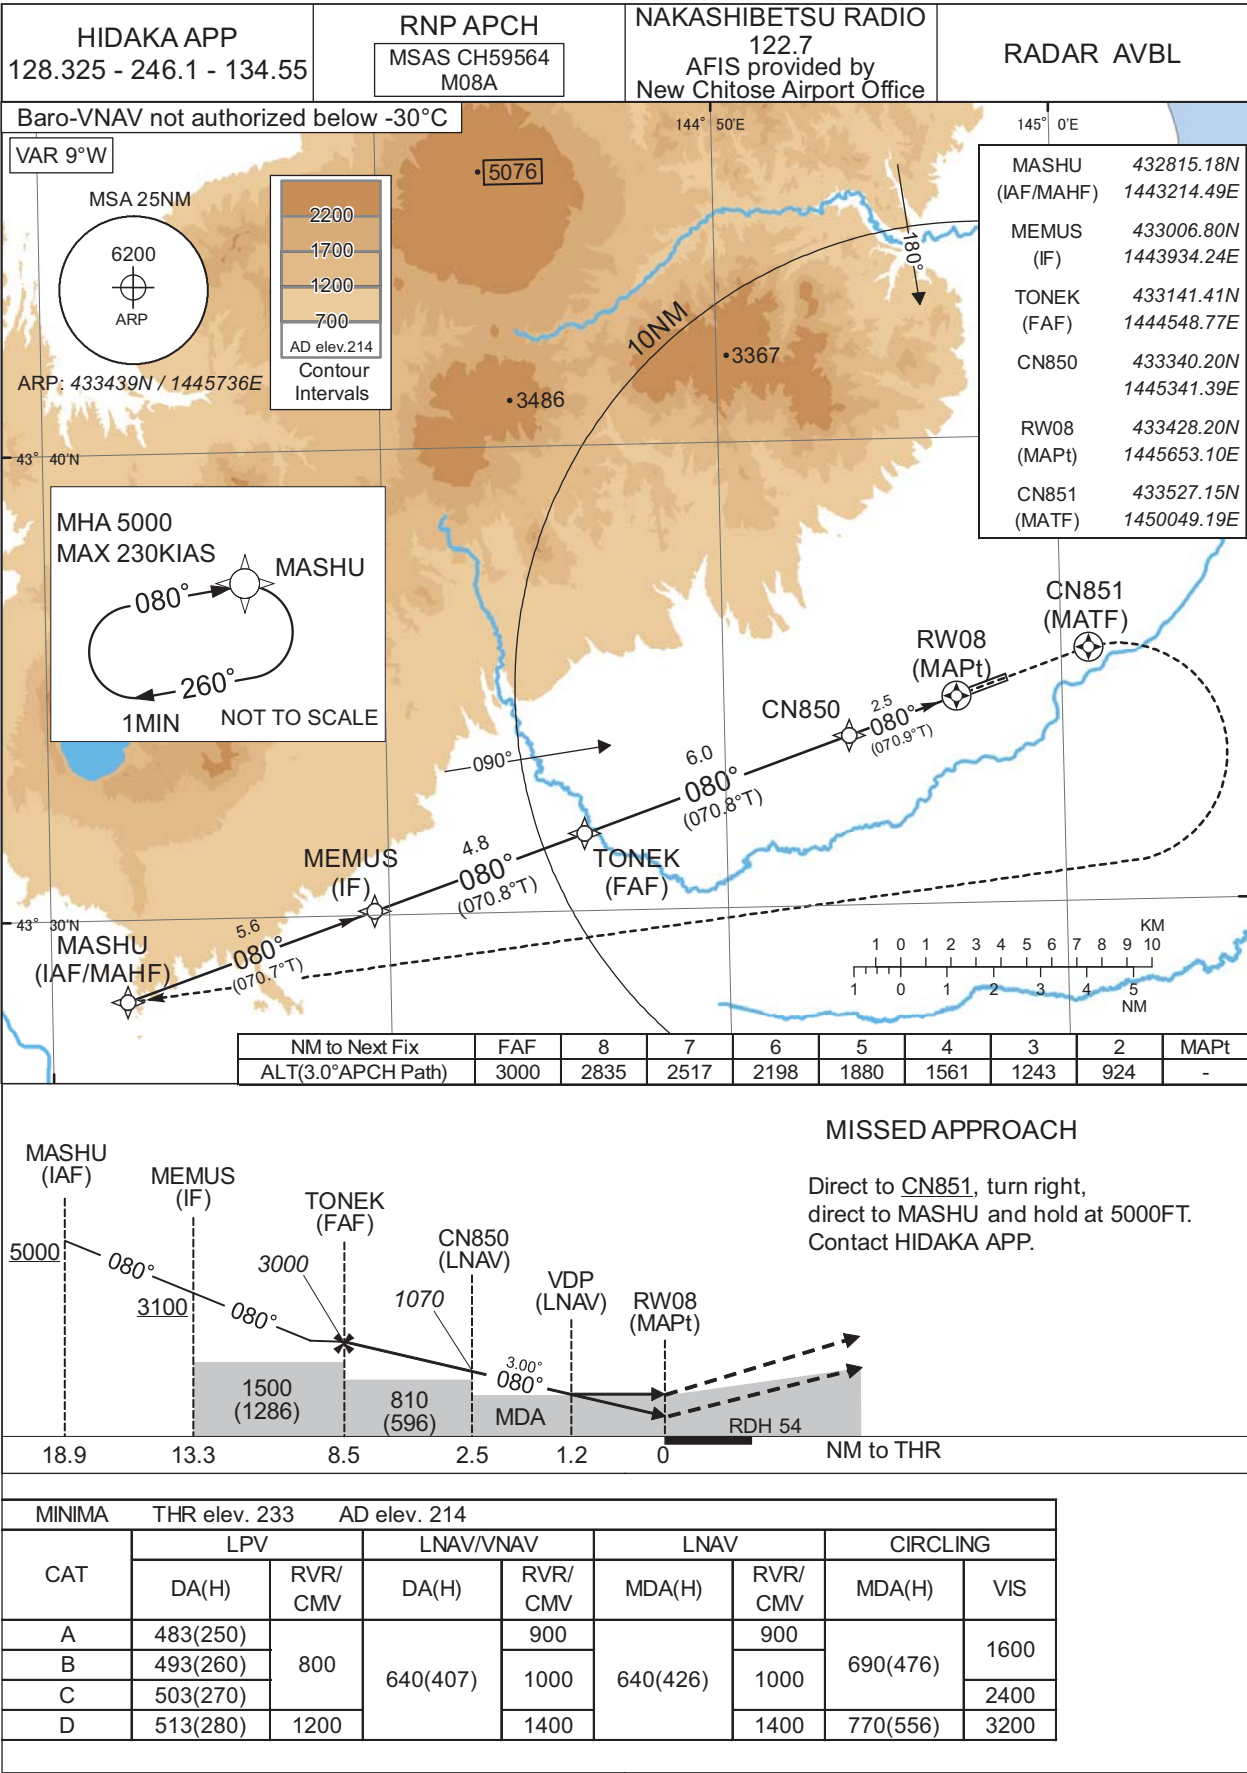 HIDAKA APP
128.325 - 246.1 - 134.55
RNP APCH
MSAS CH59564
M08A
NAKASHIBETSU RADIO
122.7
AFIS provided by
New Chitose Airport Office
RADAR AVBL
Baro-VNAV not authorized below -30°C
VAR 9°W
MSA 25NM
6200
ARP
ARP: 433439N / 1445736E
2200
1700
1200
700
AD elev.214
Contour
Intervals
5076
144° 50'E
145° 0'E
180°
10NM
3367
3486
MASHU 432815.18N
(IAF/MAHF) 1443214.49E
MEMUS 433006.80N
(IF) 1443934.24E
TONEK 433141.41N
(FAF) 1444548.77E
CN850 433340.20N
1445341.39E
RW08 433428.20N
(MAPt) 1445653.10E
CN851 433527.15N
(MATF) 1450049.19E
43° 40'N
MHA 5000
MAX 230KIAS
MASHU
080°
260°
1MIN
NOT TO SCALE
CN851
(MATF)
RW08
(MAPt)
CN850
2.5
080°
(070.9°T)
090°
6.0
080°
(070.8°T)
TONEK
(FAF)
4.8
080°
(070.8°T)
MEMUS
(IF)
43° 30'N
5.6
080°
(070.7°T)
MASHU
(IAF/MAHF)
KM
1 0 1 2 3 4 5 6 7 8 9 10
1 0 1 2 3 4 5
NM
NM to Next Fix FAF 8 7 6 5 4 3 2 MAPt
ALT(3.0°APCH Path) 3000 2835 2517 2198 1880 1561 1243 924 -
MISSED APPROACH
Direct to CN851, turn right,
direct to MASHU and hold at 5000FT.
Contact HIDAKA APP.
MASHU
(IAF)
MEMUS
(IF)
TONEK
(FAF)
CN850
(LNAV)
VDP
(LNAV)
RW08
(MAPt)
5000
080°
3100
080°
3000
1070
3.00°
080°
1500
(1286)
810
(596)
MDA
RDH 54
18.9 13.3 8.5 2.5 1.2 0 NM to THR
MINIMA THR elev. 233 AD elev. 214
CAT LPV LNAV/VNAV LNAV CIRCLING
DA(H) RVR/ CMV DA(H) RVR/ CMV MDA(H) RVR/ CMV MDA(H) VIS
A 483(250) 800 640(407) 900 640(426) 900 690(476) 1600
B 493(260) 1000 1000
C 503(270) 2400
D 513(280) 1200 1400 1400 770(556) 3200